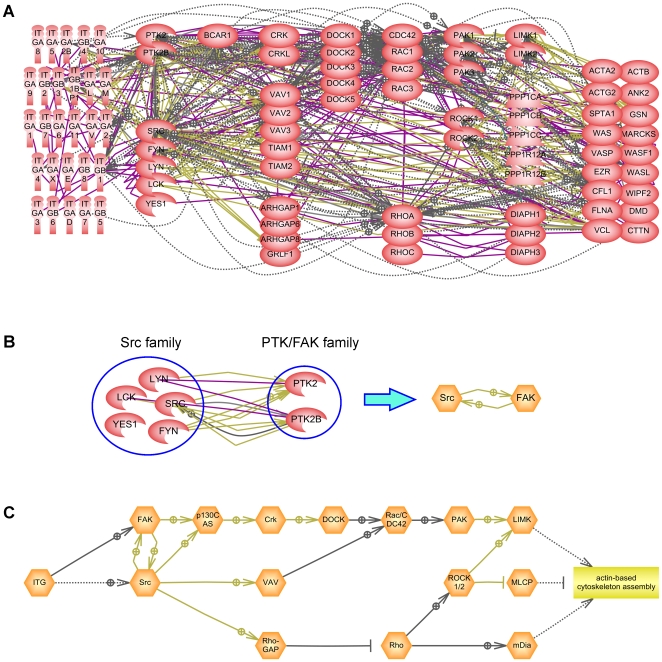 A
IT GA 8
IT GA 5
IT GA 2B
IT GB 4
IT GA 10
IT GA 9
IT GB 2
IT GB 3
IT GA L
IT GA M
IT GA 1
IT GB 7
IT GA 6
IT GA V
IT GA 4
IT GA X
IT GA E
IT GB 8
IT GB 1
IT GA 3
IT GB 6
IT GA D
IT GA 7
IT GB 5
PTK2
PTK2B
SRC
FYN
LYN
LCK
YES1
BCAR1
CRK
CRKL
VAV1
VAV2
VAV3
TIAM1
TIAM2
ARHGAP1
ARHGAP5
ARHGAP8
GRLF1
DOCK1
DOCK2
DOCK3
DOCK4
DOCK5
CDC42
RAC1
RAC2
RAC3
RHOA
RHOB
RHOC
PAK1
PAK2
PAK3
ROCK1
LIMK1
LIMK2
PPP1CA
PPP1CB
PPP1CC
PPP1R12A
PPP1R12B
DIAPH1
DIAPH2
DIAPH3
ACTA2
ACTB
ACTG2
ANK2
SPTA1
GSN
WAS
MARCKS
VASP
WASF1
EZR
WASL
CFL1
WIPF2
FLNA
DMD
VCL
CTTN
B
Src family
PTK/FAK family
LYN
LCK
SRC
YES1
FYN
PTK2
PTK2B
Src
FAK
C
FAK
p130C
AS
Crk
DOCK
Rac/C
DC42
PAK
LIMK
ITG
Src
VAV
ROCK
1/2
MLCP
actin-based
cytoskeleton assembly
Rho-
GAP
Rho
mDia